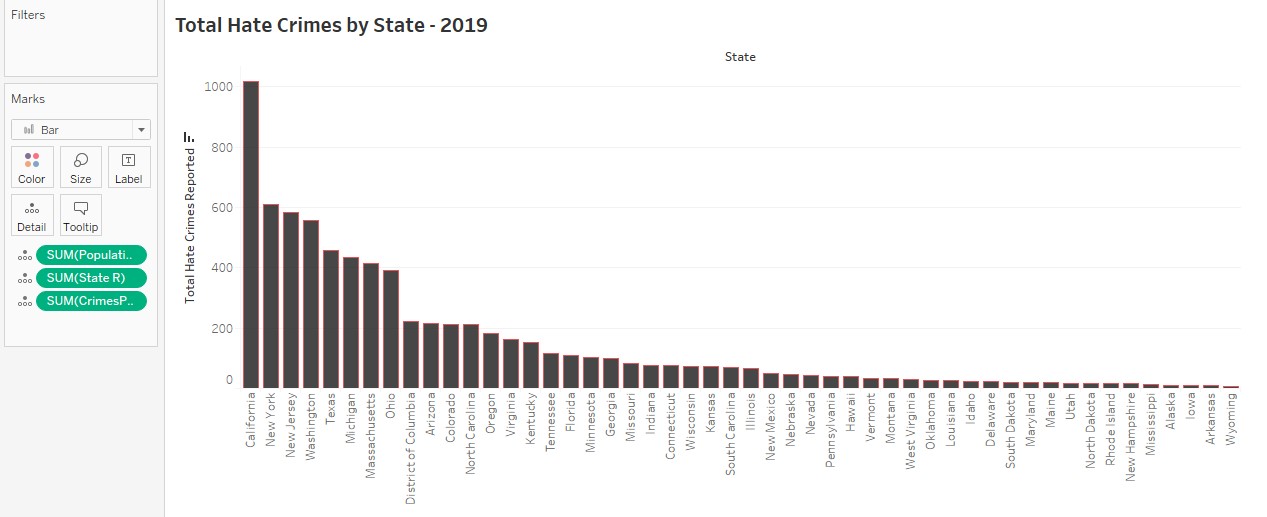 Filters
Marks
Bar
Color
Size
Label
T
Detail
Tooltip
SUM(Populati..
SUM(State R)
SUM(CrimesP..
Total Hate Crimes by State - 2019
State
Total Hate Crimes Reported
1000
800
600
400
200
0
California
New York
New Jersey
Washington
Texas
Michigan
Massachusetts
Ohio
District of Columbia
Arizona
Colorado
North Carolina
Oregon
Virginia
Kentucky
Tennessee
Florida
Minnesota
Georgia
Missouri
Indiana
Connecticut
Wisconsin
Kansas
South Carolina
Illinois
New Mexico
Nebraska
Nevada
Pennsylvania
Hawaii
Vermont
Montana
West Virginia
Oklahoma
Louisiana
Idaho
Delaware
South Dakota
Maryland
Maine
Utah
North Dakota
Rhode Island
New Hampshire
Mississippi
Alaska
Iowa
Arkansas
Wyoming